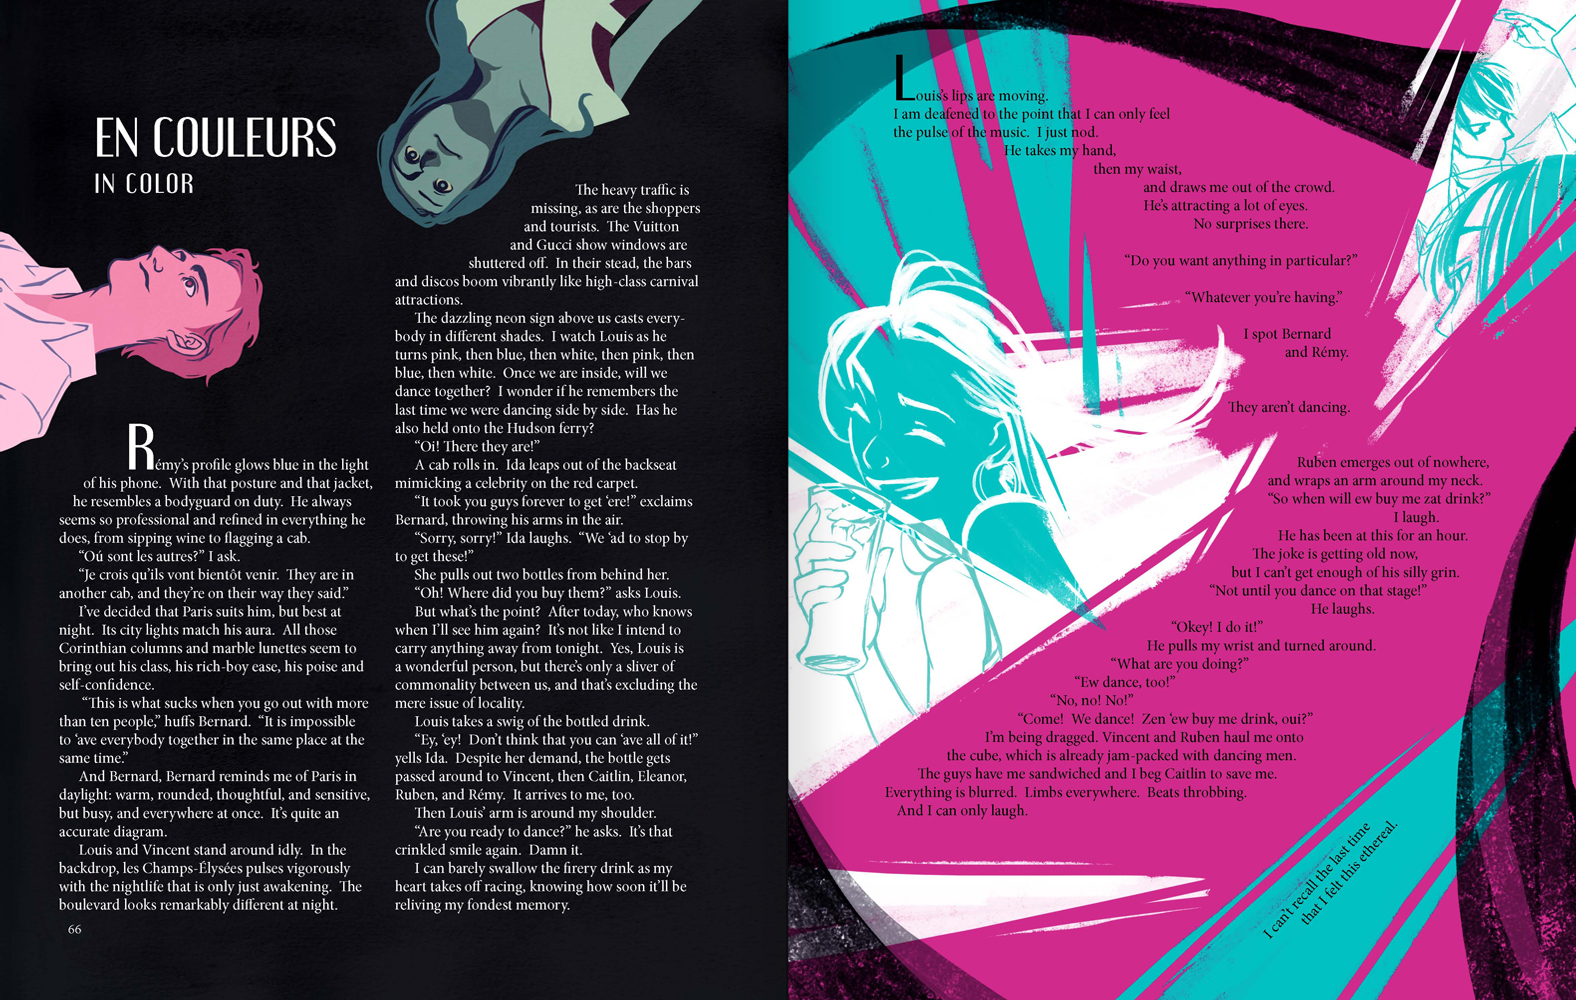 EN COULEURS
IN COLOR
Rémy’s profile glows blue in the light
of his phone. With that posture and that jacket,
he resembles a bodyguard on duty. He always
seems so professional and refined in everything he
does, from sipping wine to flagging a cab.
“Oú sont les autres?” I ask.
“Je crois qu’ils vont bientôt venir. They are in
another cab, and they’re on their way they said.”
I’ve decided that Paris suits him, but best at
night. Its city lights match his aura. All those
Corinthian columns and marble lunettes seem to
bring out his class, his rich-boy ease, his poise and
self-confidence.
“This is what sucks when you go out with more
than ten people,” huffs Bernard. “It is impossible
to ‘ave everybody together in the same place at the
same time.”
And Bernard, Bernard reminds me of Paris in
daylight: warm, rounded, thoughtful, and sensitive,
but busy, and everywhere at once. It’s quite an
accurate diagram.
Louis and Vincent stand around idly. In the
backdrop, les Champs-Élysées pulses vigorously
with the nightlife that is only just awakening. The
boulevard looks remarkably different at night.
66
The heavy traffic is
missing, as are the shoppers
and tourists. The Vuitton
and Gucci show windows are
shuttered off. In their stead, the bars
and discos boom vibrantly like high-class carnival
attractions.
The dazzling neon sign above us casts every-
body in different shades. I watch Louis as he
turns pink, then blue, then white, then pink, then
blue, then white. Once we are inside, will we
dance together? I wonder if he remembers the
last time we were dancing side by side. Has he
also held onto the Hudson ferry?
“Oi! There they are!”
A cab rolls in. Ida leaps out of the backseat
mimicking a celebrity on the red carpet.
“It took you guys forever to get ‘ere!” exclaims
Bernard, throwing his arms in the air.
“Sorry, sorry!” Ida laughs. “We ‘ad to stop by
to get these!”
She pulls out two bottles from behind her.
“Oh! Where did you buy them?” asks Louis.
But what’s the point? After today, who knows
when I’ll see him again? It’s not like I intend to
carry anything away from tonight. Yes, Louis is
a wonderful person, but there’s only a sliver of
commonality between us, and that’s excluding the
mere issue of locality.
Louis takes a swig of the bottled drink.
“Ey, ‘ey! Don’t think that you can ‘ave all of it!”
yells Ida. Despite her demand, the bottle gets
passed around to Vincent, then Caitlin, Eleanor,
Ruben, and Rémy. It arrives to me, too.
Then Louis’ arm is around my shoulder.
“Are you ready to dance?” he asks. It’s that
crinkled smile again. Damn it.
I can barely swallow the firery drink as my
heart takes off racing, knowing how soon it’ll be
reliving my fondest memory.
Louis’s lips are moving.
I am deafened to the point that I can only feel
the pulse of the music. I just nod.
He takes my hand,
then my waist,
and draws me out of the crowd.
He’s attracting a lot of eyes.
No surprises there.
“Do you want anything in particular?”
“Whatever you’re having.”
I spot Bernard
and Rémy.
They aren’t dancing.
Ruben emerges out of nowhere,
and wraps an arm around my neck.
“So when will ew buy me zat drink?”
I laugh.
He has been at this for an hour.
The joke is getting old now,
but I can’t get enough of his silly grin.
“Not until you dance on that stage!”
He laughs.
“Okey! I do it!”
He pulls my wrist and turned around.
“What are you doing?”
“Ew dance, too!”
“No, no! No!”
“Come! We dance! Zen ‘ew buy me drink, oui?”
I’m being dragged. Vincent and Ruben haul me onto
the cube, which is already jam-packed with dancing men.
The guys have me sandwiched and I beg Caitlin to save me.
Everything is blurred. Limbs everywhere. Beats throbbing.
And I can only laugh.
I can’t recall the last time
that I felt this ethereal.